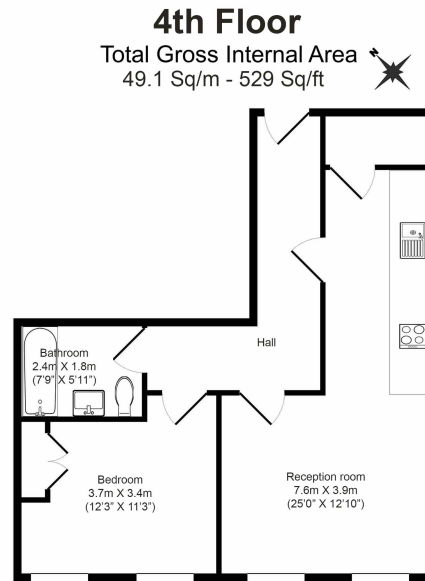 4th Floor
Total Gross Internal Area
49.1 Sq/m - 529 Sq/ft
N
Hall
Bathroom
2.4m X 1.8m
(7'9" X 5'11")
Bedroom
3.7m X 3.4m
(12'3" X 11'3")
Reception room
7.6m X 3.9m
(25'0" X 12'10")